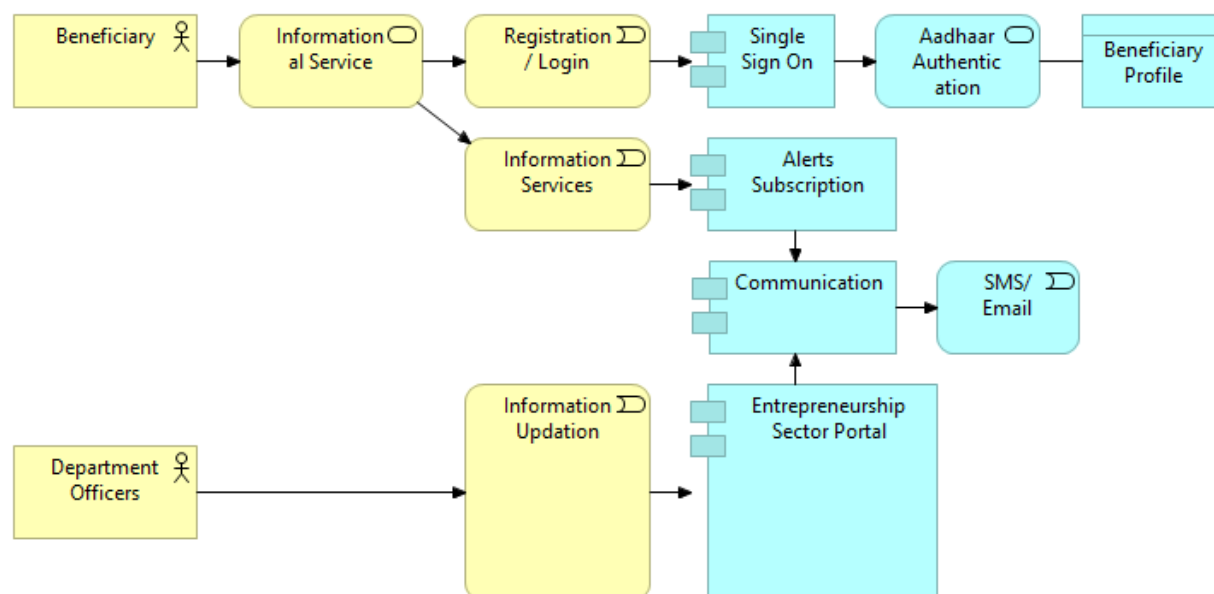 Beneficiary
Information
al Service
Registration
/ Login
Single
Sign On
Aadhaar
Authentic
ation
Beneficiary
Profile
Information
Services
Alerts
Subscription
Communication
SMS/
Email
Information
Updation
Entrepreneurship
Sector Portal
Department
Officers